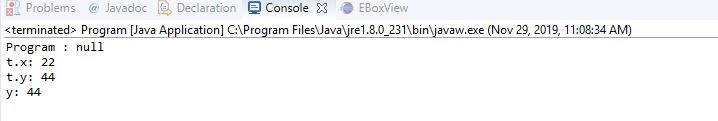 Problems @ Javadoc Declaration Console EBoxView
<terminated> Program [Java Application] C:\Program Files\Java\jre1.8.0_231\bin\javaw.exe (Nov 29, 2019, 11:08:34 AM)
Program : null
t.x: 22
t.y: 44
y: 44